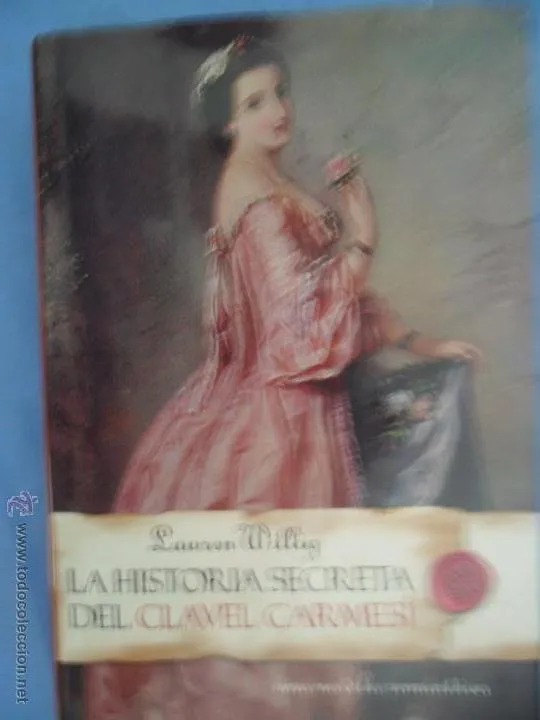 Lauren Willig
LA HISTORIA SECRETA
DEL CLAVEL CARMESÍ
© www.todocoleccion.net